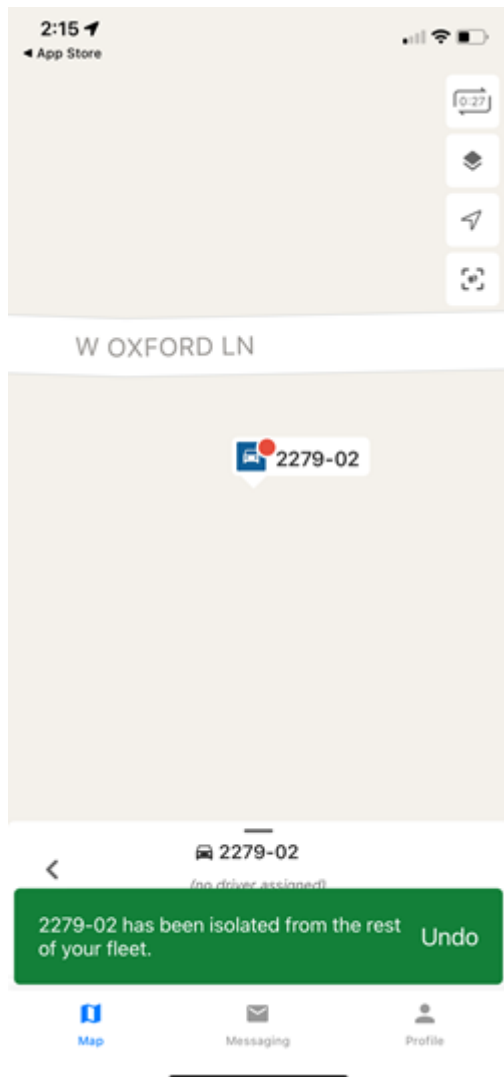 2:15
App Store
0:27
W OXFORD LN
2279-02
2279-02
(no driver assigned)
2279-02 has been isolated from the rest
of your fleet.
Undo
Map
Messaging
Profile